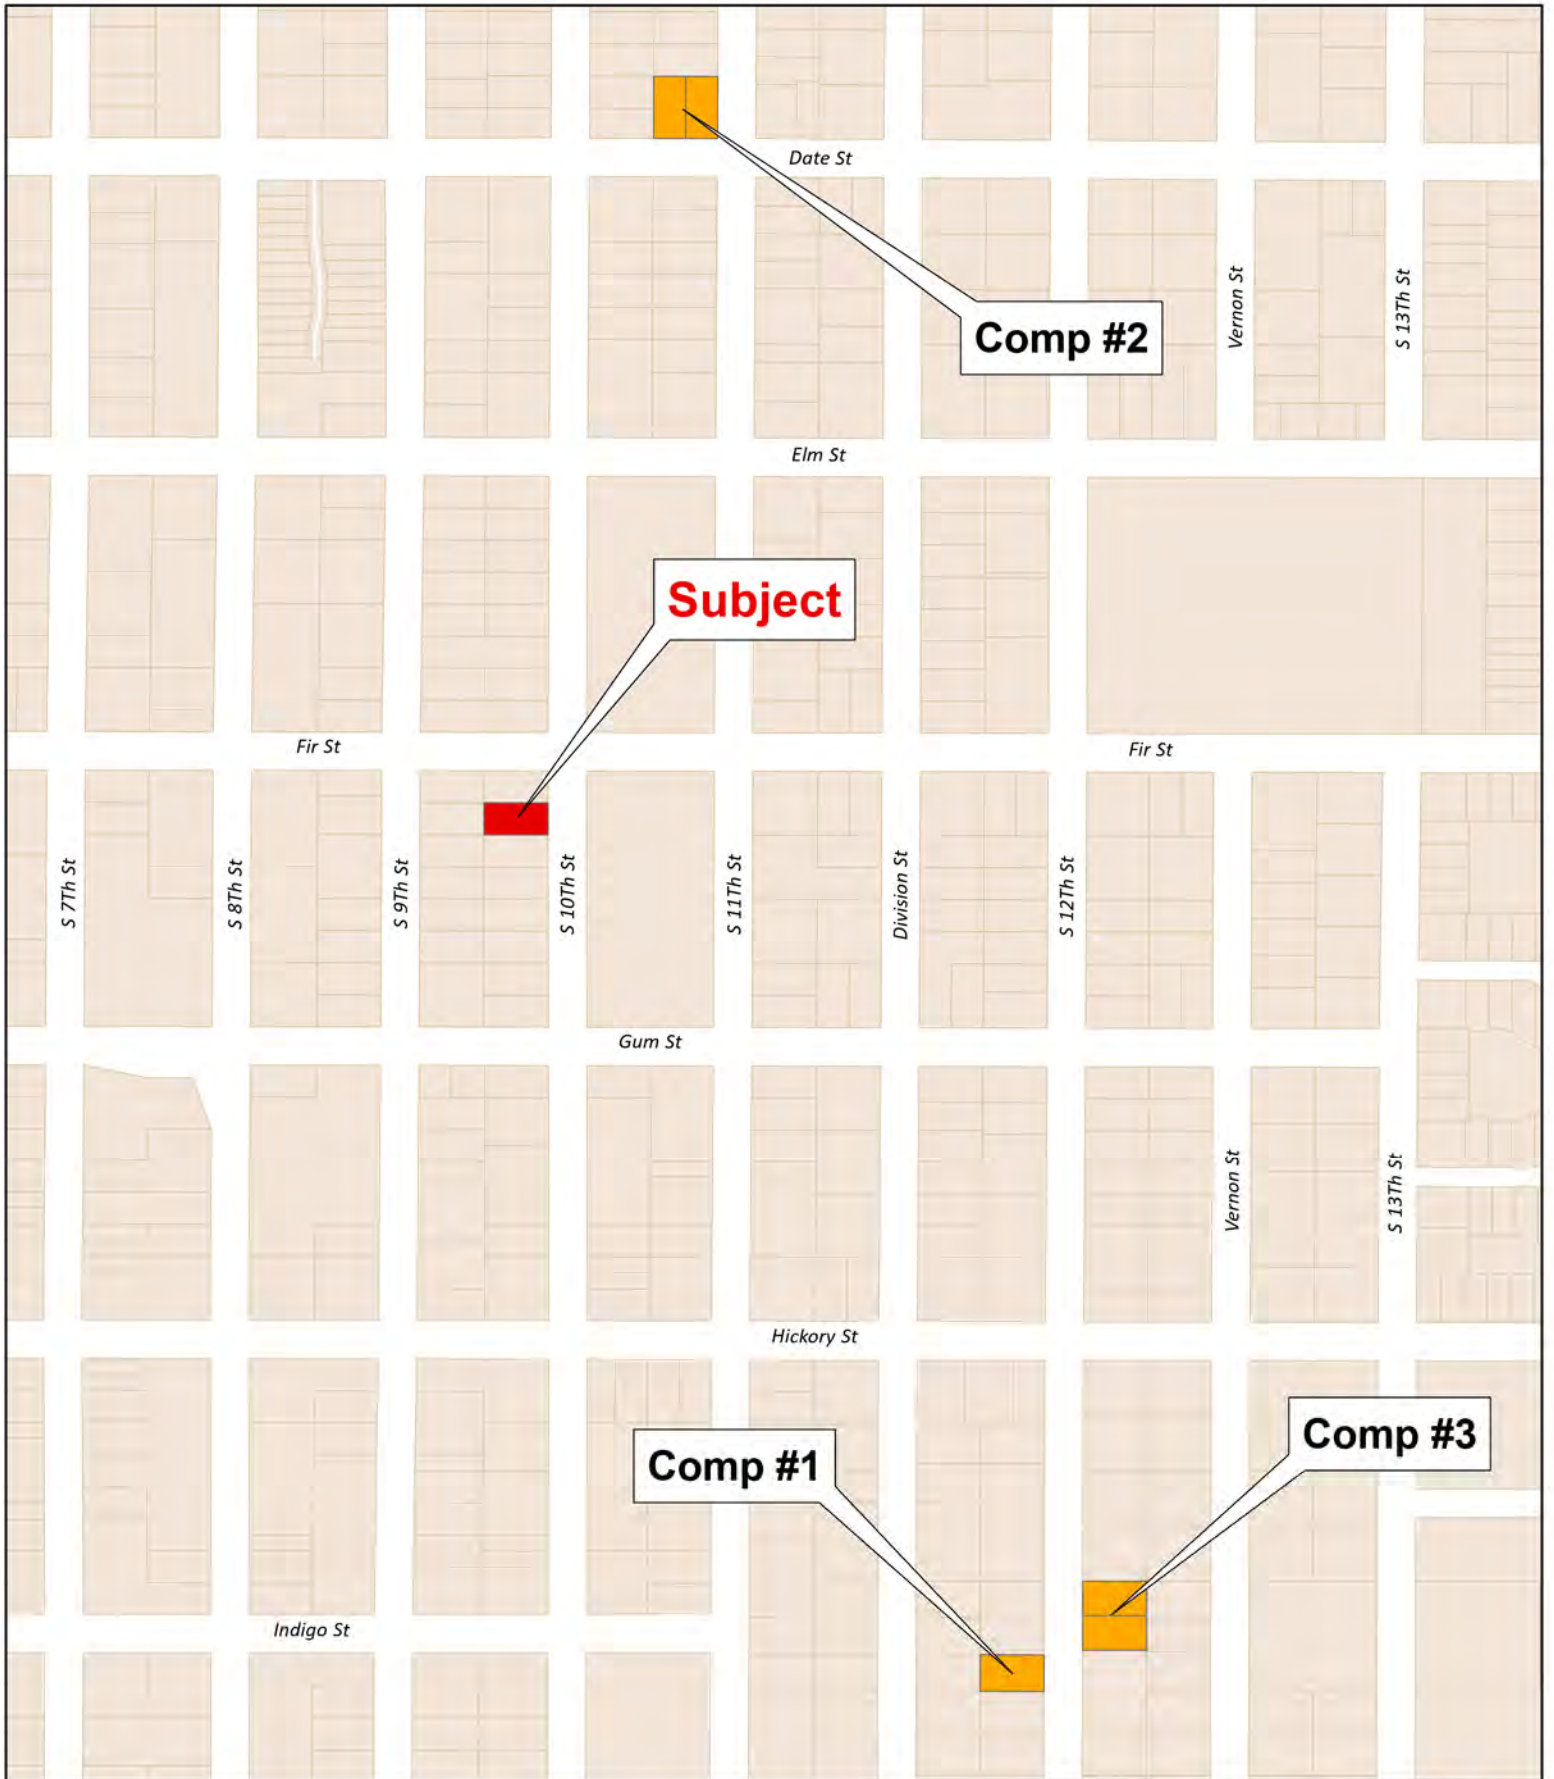 Date St
Vernon St
S 13Th St
Comp #2
Elm St
Subject
Fir St
Fir St
S 7Th St
S 8Th St
S 9Th St
S 10Th St
S 11Th St
Division St
S 12Th St
Gum St
Vernon St
S 13Th St
Hickory St
Comp #3
Comp #1
Indigo St